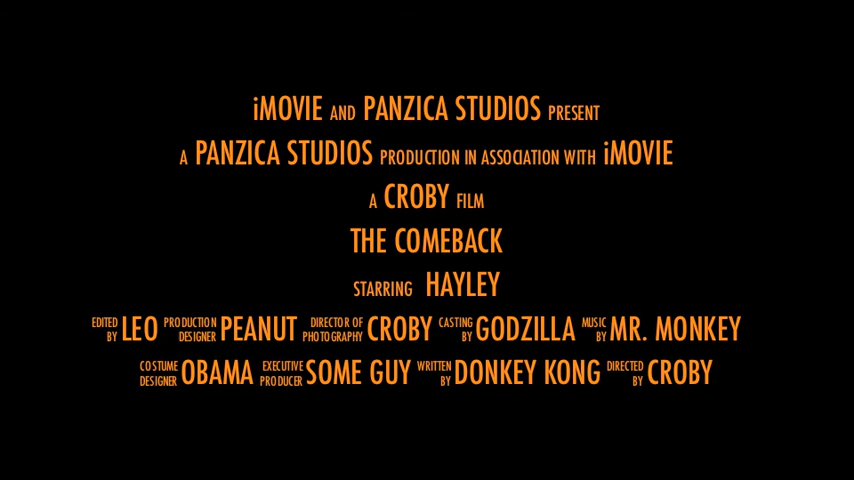 iMOVIE AND PANZICA STUDIOS PRESENT
A PANZICA STUDIOS PRODUCTION IN ASSOCIATION WITH iMOVIE
A CROBY FILM
THE COMEBACK
STARRING HAYLEY
EDITED BY LEO PRODUCTION DESIGNER PEANUT DIRECTOR OF PHOTOGRAPHY CROBY CASTING BY GODZILLA MUSIC BY MR. MONKEY
COSTUME DESIGNER OBAMA EXECUTIVE PRODUCER SOME GUY WRITTEN BY DONKEY KONG DIRECTED BY CROBY